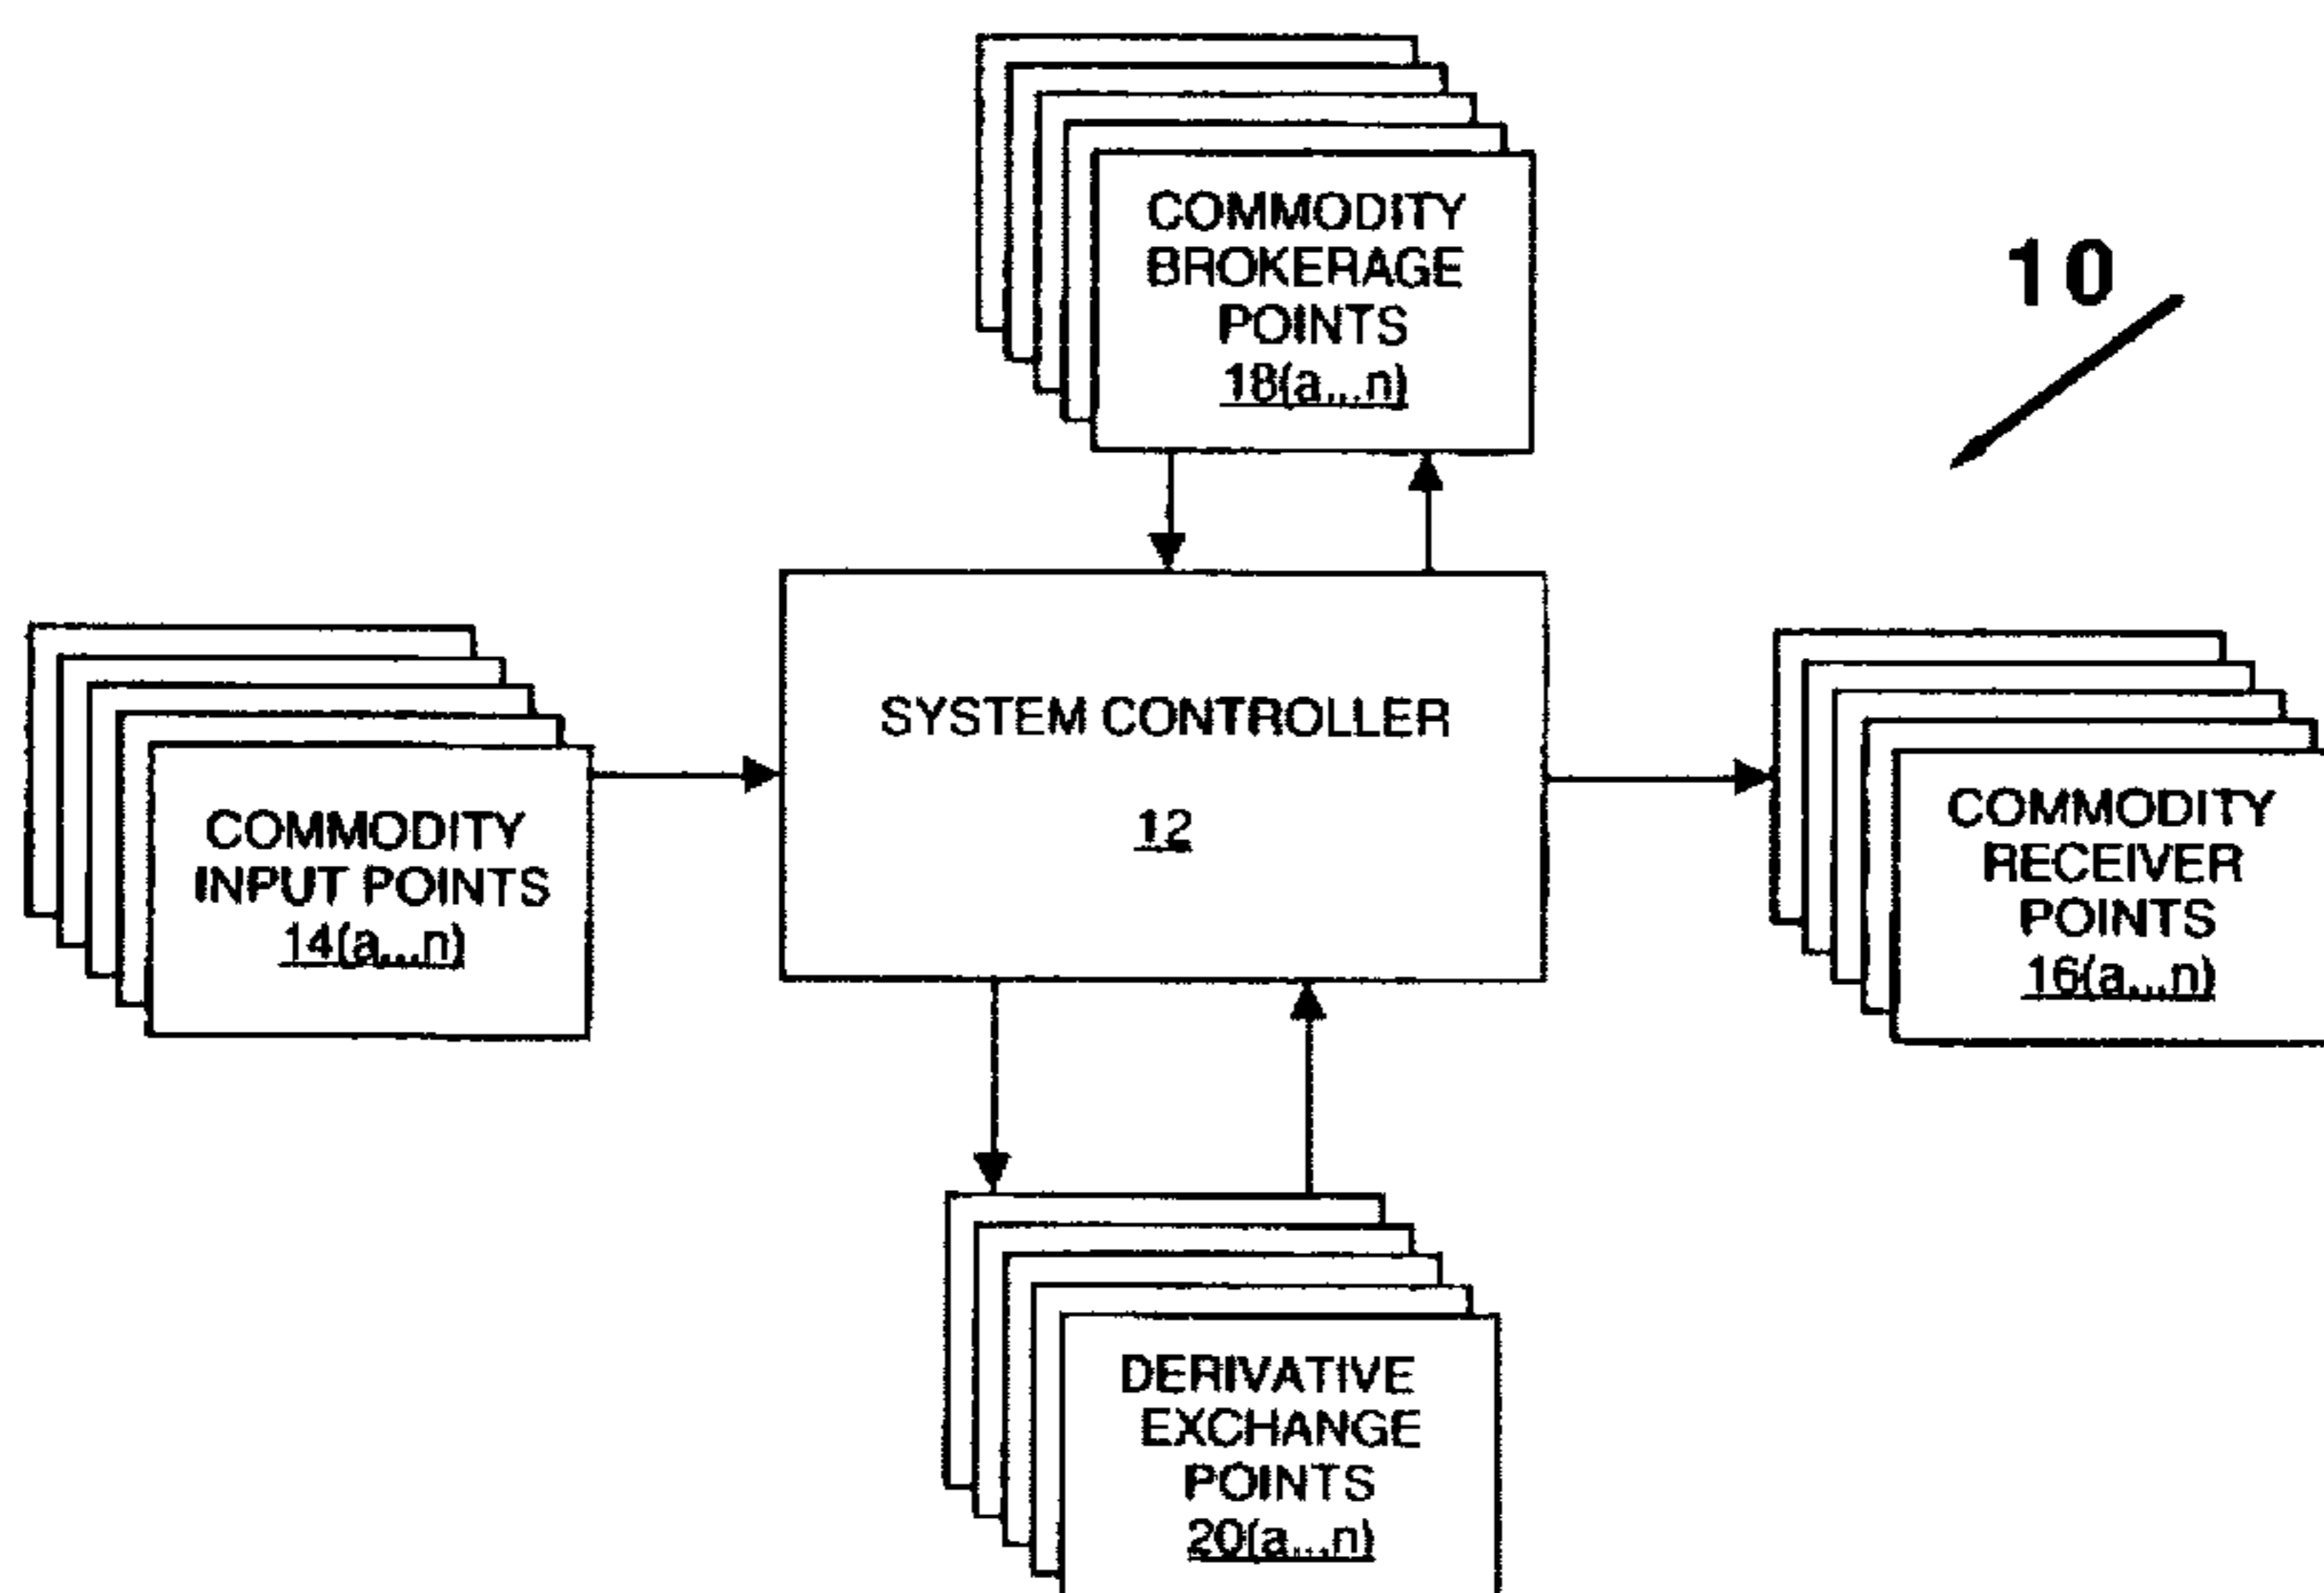 COMMODITY
BROKERAGE
POINTS
18(a...n)
10
SYSTEM CONTROLLER
12
COMMODITY
INPUT POINTS
14(a...n)
COMMODITY
RECEIVER
POINTS
16(a...n)
DERIVATIVE
EXCHANGE
POINTS
20(a...n)